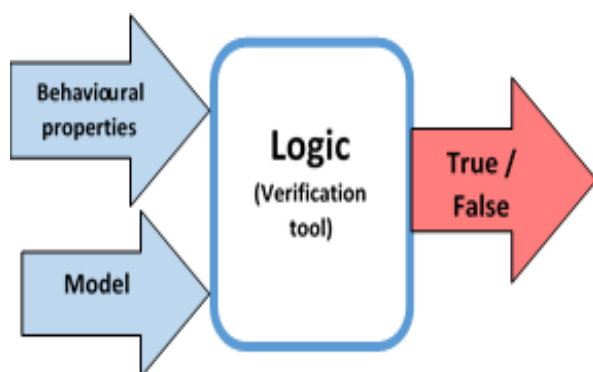 Behavioural
properties
Model
Logic
(Verification
tool)
True /
False